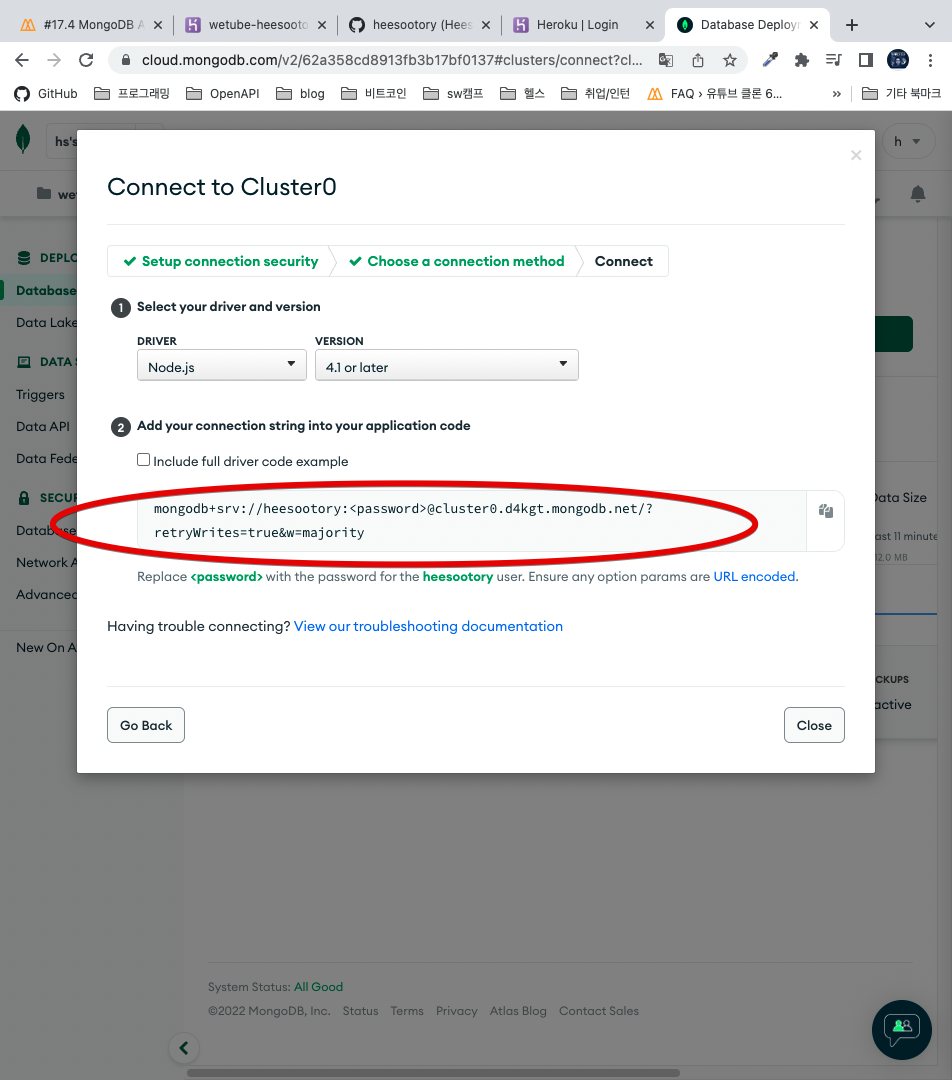 #17.4 MongoDB A
wetube-heesooto
heesootory (Hees
Heroku | Login
Database Deploym
cloud.mongodb.com/v2/62a358cd8913fb3b17bf0137#clusters/connect?cl...
GitHub
프로그래밍
OpenAPI
blog
비트코인
sw캠프
헬스
취업/인턴
FAQ › 유튜브 클론 6...
»
기타 북마크
hs's
h
wet
Connect to Cluster0
Setup connection security
Choose a connection method
Connect
DEPLO
Database
Data Lake
DATA S
Triggers
Data API
Data Fede
SECUR
Databas
Network A
Advanced
New On A
1 Select your driver and version
DRIVER
VERSION
Node.js
4.1 or later
2 Add your connection string into your application code
Include full driver code example
mongodb+srv://heesootory:<password>@cluster0.d4kgt.mongodb.net/?
retryWrites=true&w=majority
Replace <password> with the password for the heesootory user. Ensure any option params are URL encoded.
Having trouble connecting? View our troubleshooting documentation
Go Back
Close
Data Size
ast 11 minute
12.0 MB
CKUPS
active
System Status: All Good
©2022 MongoDB, Inc.
Status
Terms
Privacy
Atlas Blog
Contact Sales